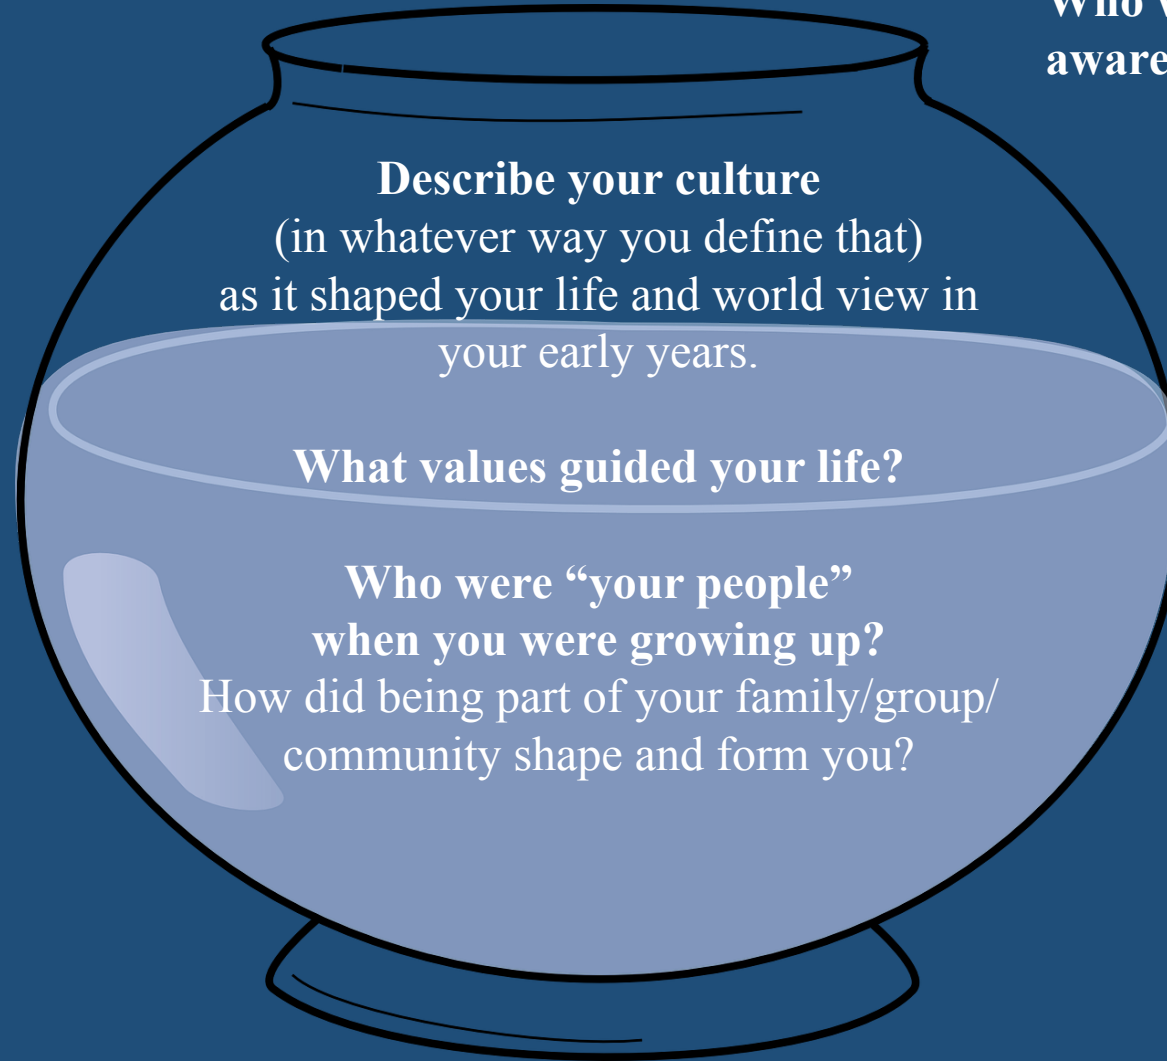 Who
aware
Describe your culture
(in whatever way you define that)
as it shaped your life and world view in
your early years.
What values guided your life?
Who were “your people”
when you were growing up?
How did being part of your family/group/
community shape and form you?